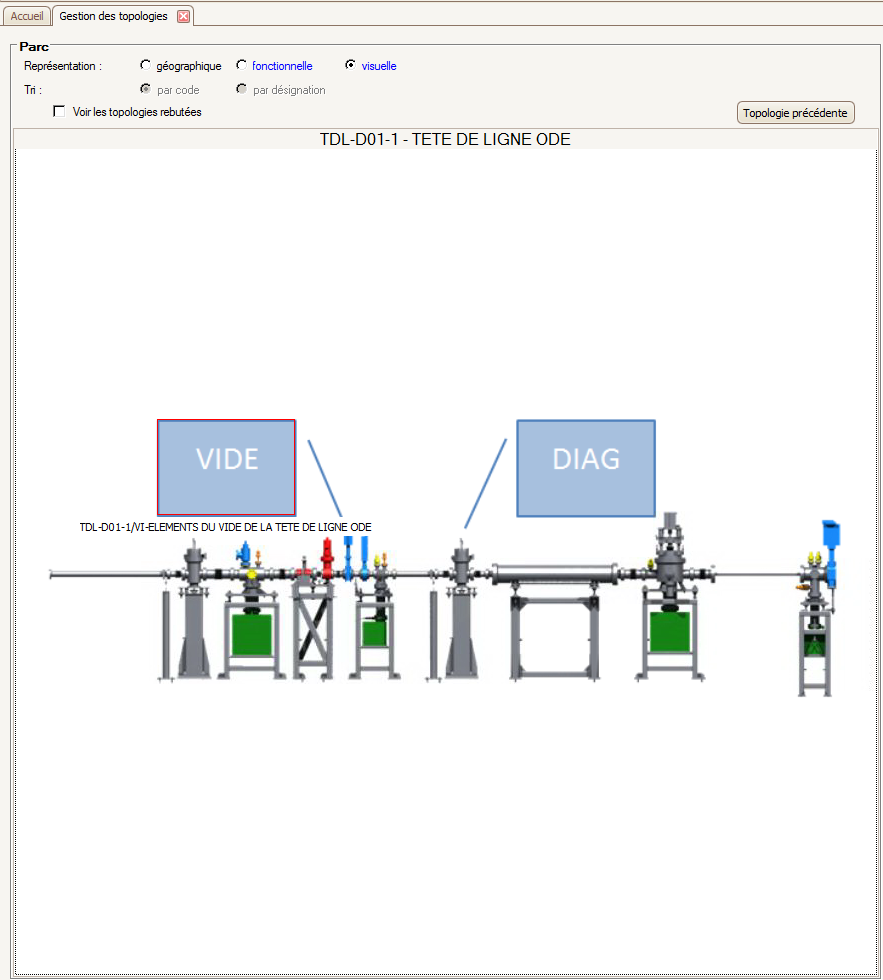 Accueil Gestion des topologies
Parc
Représentation : géographique fonctionnelle visuelle
Tri : par code par désignation
Voir les topologies rebutées
Topologie précédente
TDL-D01-1 - TETE DE LIGNE ODE
VIDE DIAG
TDL-D01-1/VI-ELEMENTS DU VIDE DE LA TETE DE LIGNE ODE